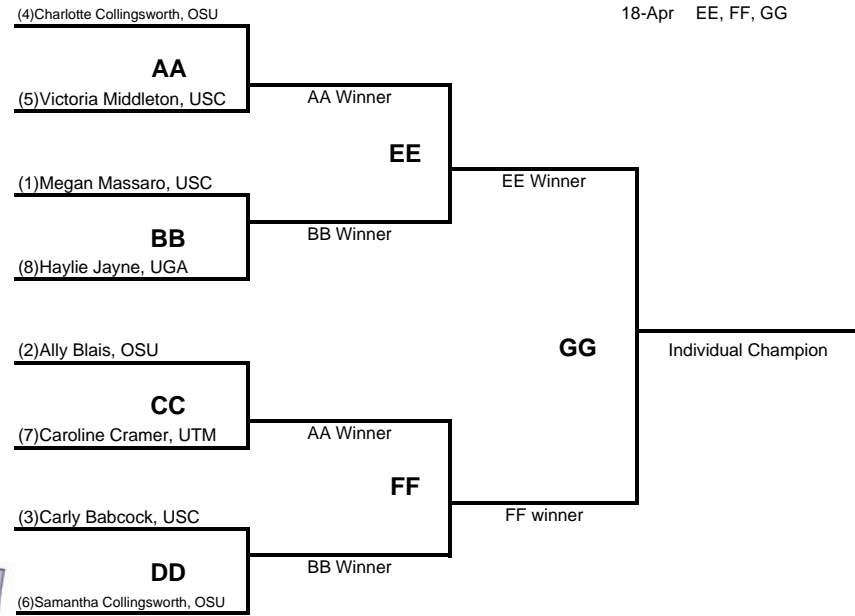 (4)Charlotte Collingsworth, OSU
18-Apr EE, FF, GG
AA
(5)Victoria Middleton, USC
AA Winner
EE
(1)Megan Massaro, USC
EE Winner
BB
BB Winner
(8)Haylie Jayne, UGA
(2)Ally Blais, OSU
GG
Individual Champion
CC
(7)Caroline Cramer, UTM
AA Winner
FF
(3)Carly Babcock, USC
FF winner
DD
BB Winner
(6)Samantha Collingsworth, OSU